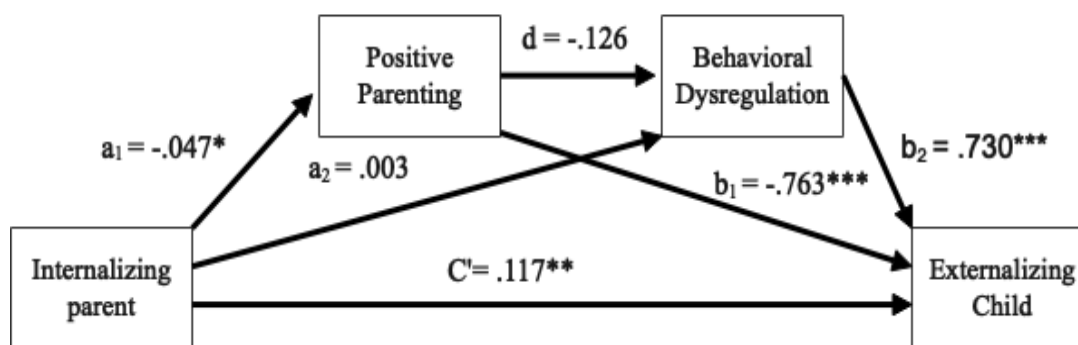 d = -.126
Positive
Parenting
Behavioral
Dysregulation
a₁ = -.047*
a₂ = .003
b₁ = -.763***
b₂ = .730***
Internalizing
parent
C'= .117**
Externalizing
Child